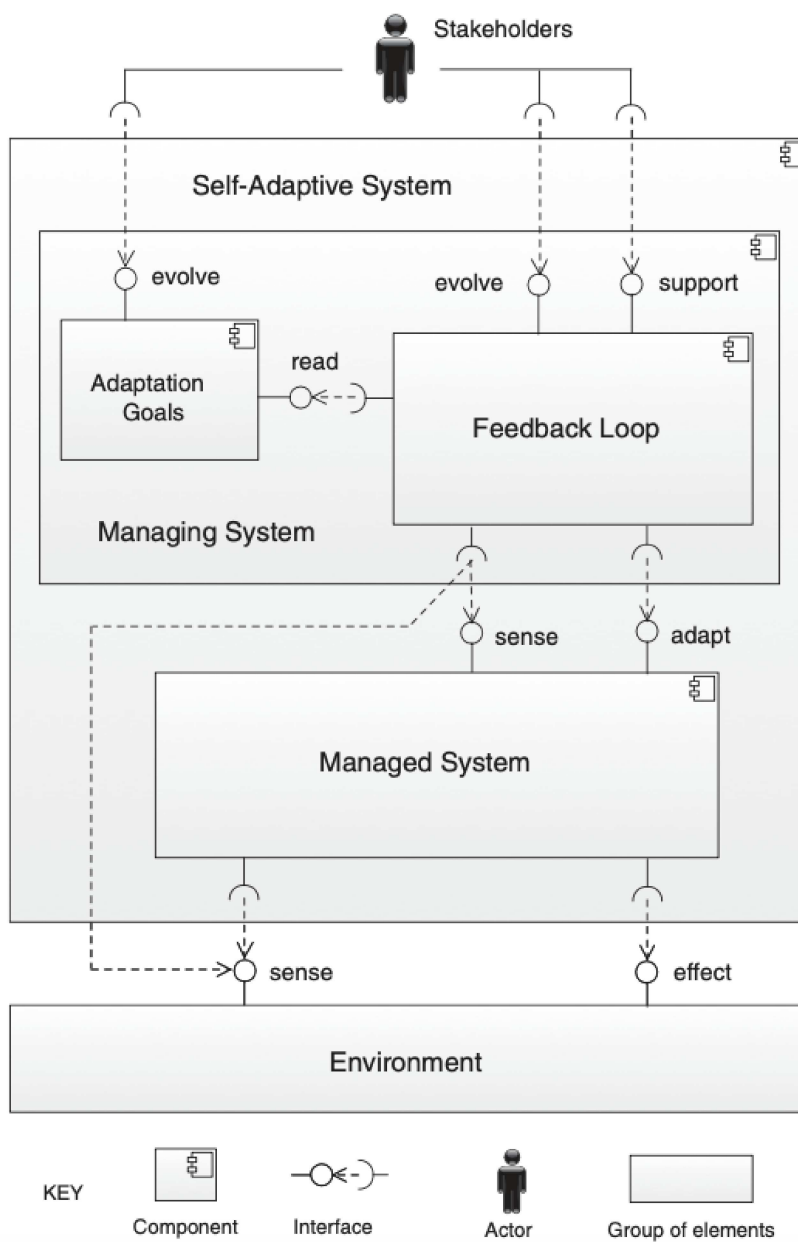 Stakeholders
Self-Adaptive System
evolve
evolve
support
Adaptation
Goals
read
Feedback Loop
Managing System
sense
adapt
Managed System
sense
effect
Environment
KEY
Component
Interface
Actor
Group of elements